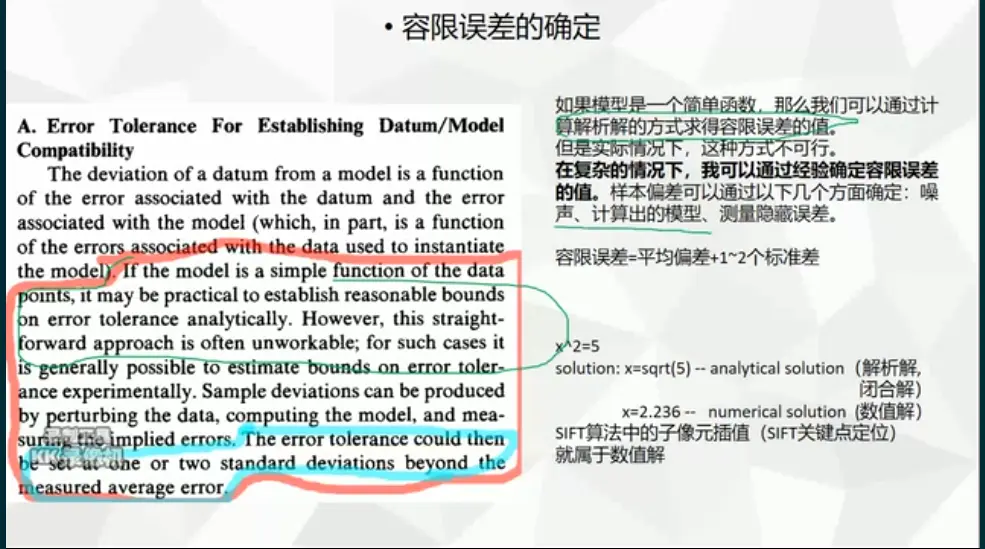 • 容限误差的确定
A. Error Tolerance For Establishing Datum/Model
Compatibility
The deviation of a datum from a model is a function
of the error associated with the datum and the error
associated with the model (which, in part, is a function
of the errors associated with the data used to instantiate
the model). If the model is a simple function of the data
points, it may be practical to establish reasonable bounds
on error tolerance analytically. However, this straight-
forward approach is often unworkable; for such cases it
is generally possible to estimate bounds on error toler-
ance experimentally. Sample deviations can be produced
by perturbing the data, computing the model, and mea-
suring the implied errors. The error tolerance could then
be set at one or two standard deviations beyond the
measured average error.
如果模型是一个简单函数，那么我们可以通过计
算解析解的方式求得容限误差的值。
但是实际情况下，这种方式不可行。
在复杂的情况下，我可以通过经验确定容限误差
的值。样本偏差可以通过以下几个方面确定：噪
声、计算出的模型、测量隐藏误差。
容限误差=平均偏差+1~2个标准差
x^2=5
solution: x=sqrt(5) -- analytical solution（解析解,
闭合解）
x=2.236 -- numerical solution (数值解）
SIFT算法中的子像元插值（SIFT关键点定位）
就属于数值解